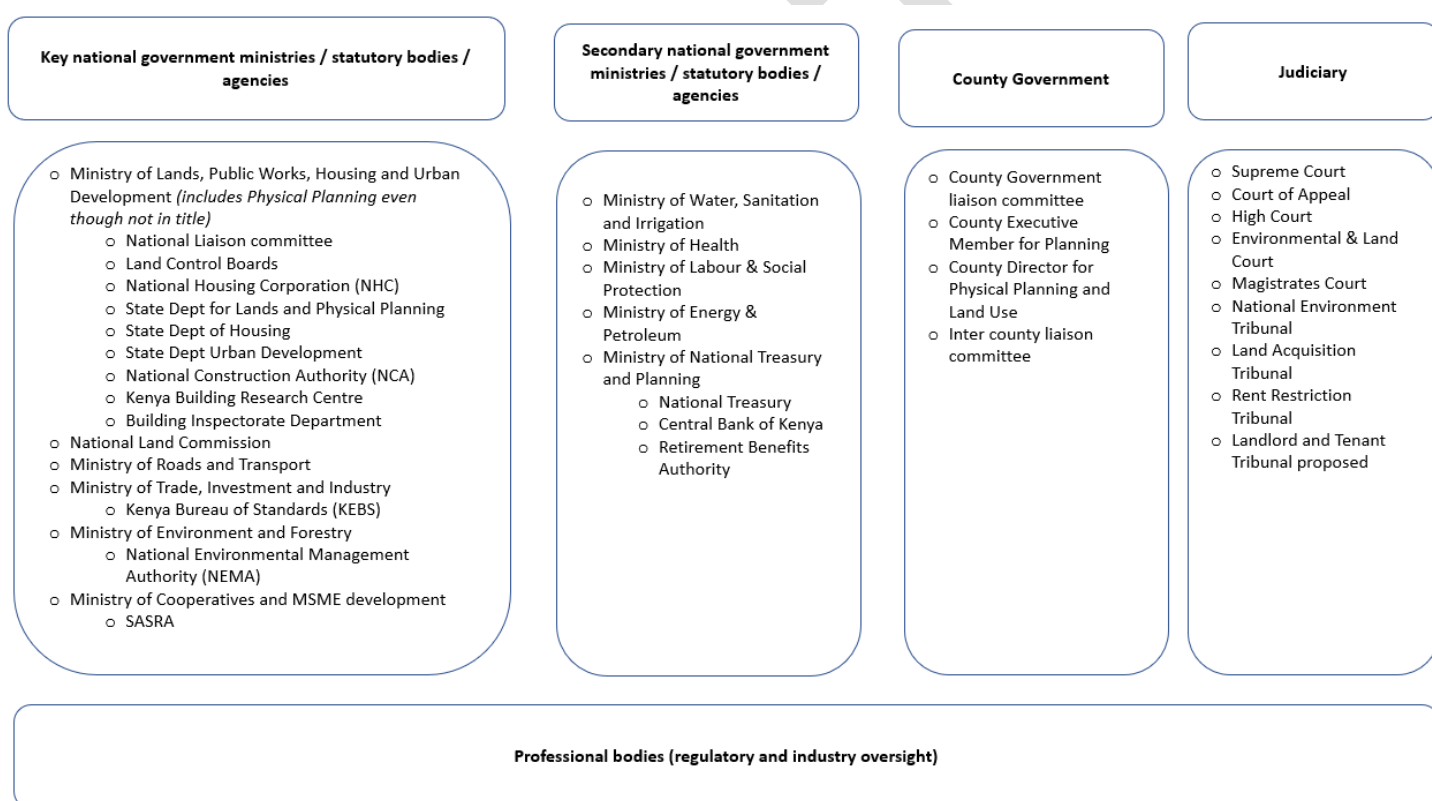 Key national government ministries / statutory bodies /
agencies
o Ministry of Lands, Public Works, Housing and Urban
Development (includes Physical Planning even
though not in title)
o National Liaison committee
o Land Control Boards
o National Housing Corporation (NHC)
o State Dept for Lands and Physical Planning
o State Dept of Housing
o State Dept Urban Development
o National Construction Authority (NCA)
o Kenya Building Research Centre
o Building Inspectorate Department
o National Land Commission
o Ministry of Roads and Transport
o Ministry of Trade, Investment and Industry
o Kenya Bureau of Standards (KEBS)
o Ministry of Environment and Forestry
o National Environmental Management
Authority (NEMA)
o Ministry of Cooperatives and MSME development
o SASRA
Secondary national government
ministries / statutory bodies /
agencies
o Ministry of Water, Sanitation
and Irrigation
o Ministry of Health
o Ministry of Labour & Social
Protection
o Ministry of Energy &
Petroleum
o Ministry of National Treasury
and Planning
o National Treasury
o Central Bank of Kenya
o Retirement Benefits
Authority
County Government
o County Government
liaison committee
o County Executive
Member for Planning
o County Director for
Physical Planning and
Land Use
o Inter county liaison
committee
Judiciary
o Supreme Court
o Court of Appeal
o High Court
o Environmental & Land
Court
o Magistrates Court
o National Environment
Tribunal
o Land Acquisition
Tribunal
o Rent Restriction
Tribunal
o Landlord and Tenant
Tribunal proposed
Professional bodies (regulatory and industry oversight)